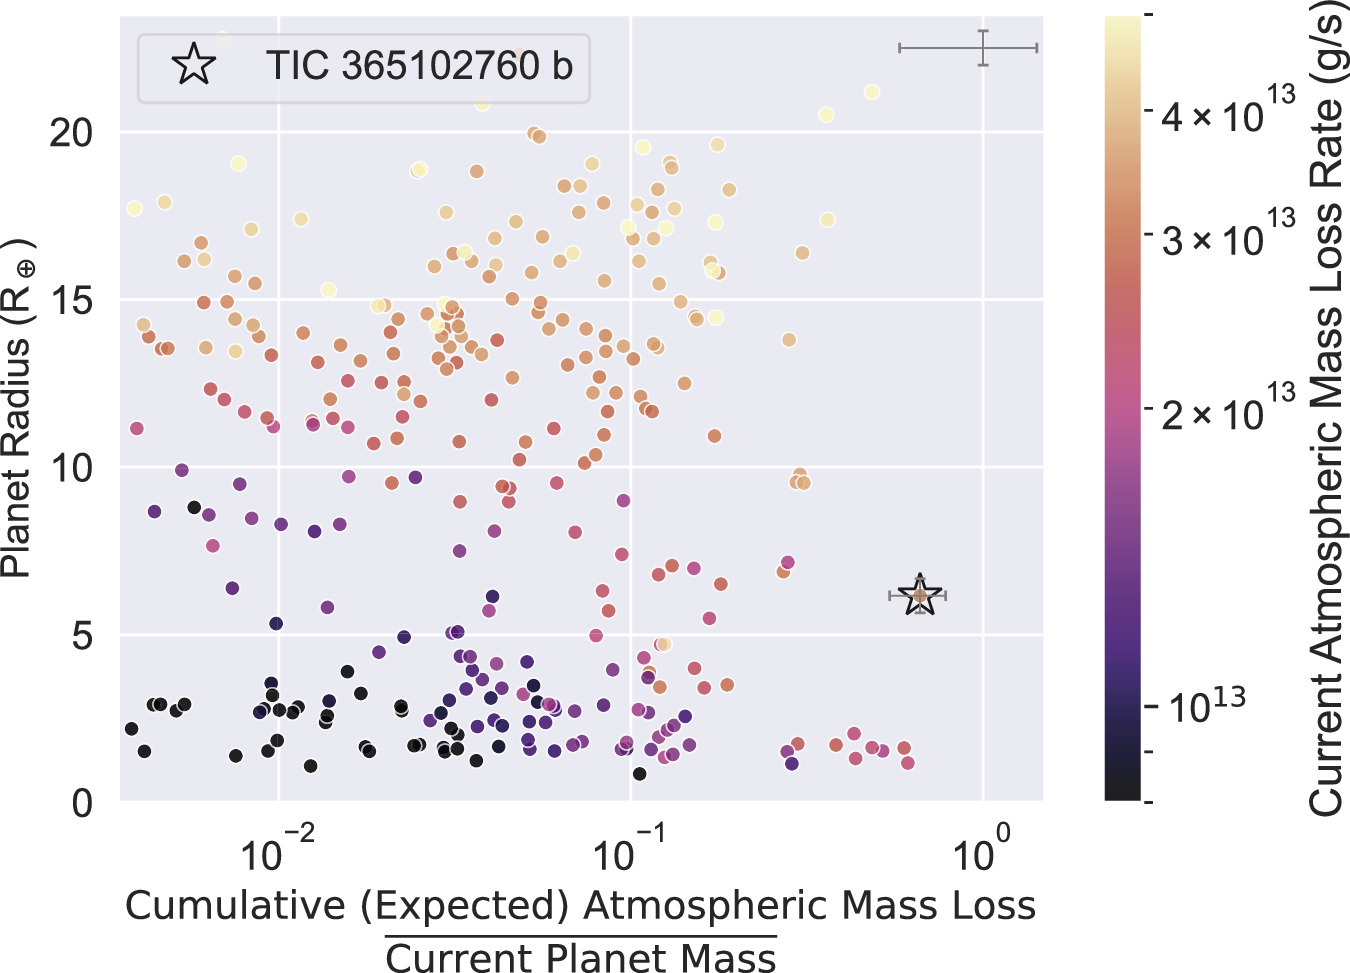 TIC 365102760 b
20
15
10
5
0
Planet Radius (R⊕)
10⁻²
10⁻¹
10⁰
Cumulative (Expected) Atmospheric Mass Loss
Current Planet Mass
4×10¹³
3×10¹³
2×10¹³
10¹³
Current Atmospheric Mass Loss Rate (g/s)